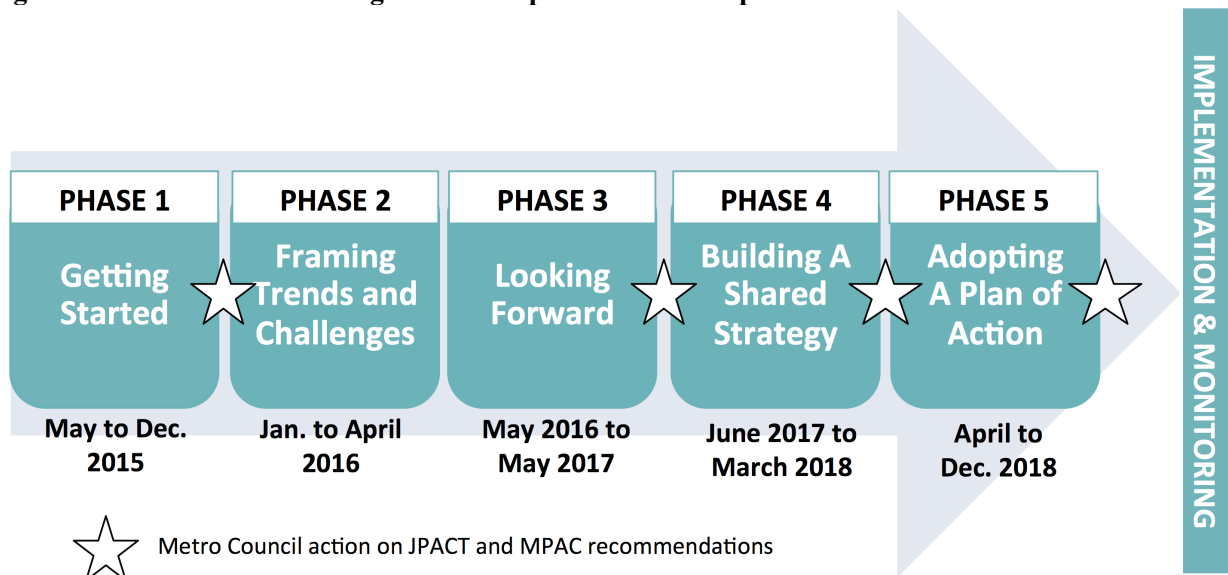 PHASE 1
Getting
Started
May to Dec.
2015
PHASE 2
Framing
Trends and
Challenges
Jan. to April
2016
PHASE 3
Looking
Forward
May 2016 to
May 2017
PHASE 4
Building A
Shared
Strategy
June 2017 to
March 2018
PHASE 5
Adopting
A Plan of
Action
April to
Dec. 2018
IMPLEMENTATION & MONITORING
Metro Council action on JPACT and MPAC recommendations